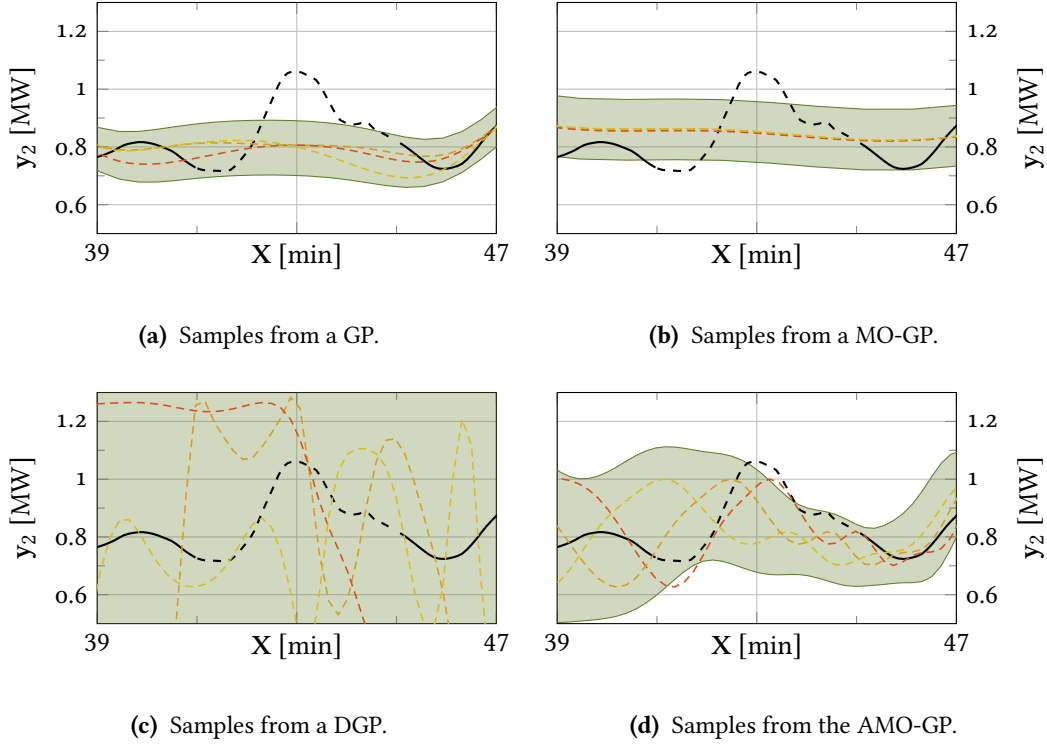 1.2
1
0.8
0.6
y₂ [MW]
39
X [min]
47
(a) Samples from a GP.
1.2
1
0.8
0.6
y₂ [MW]
39
X [min]
47
(b) Samples from a MO-GP.
1.2
1
0.8
0.6
y₂ [MW]
39
X [min]
47
(c) Samples from a DGP.
1.2
1
0.8
0.6
y₂ [MW]
39
X [min]
47
(d) Samples from the AMO-GP.